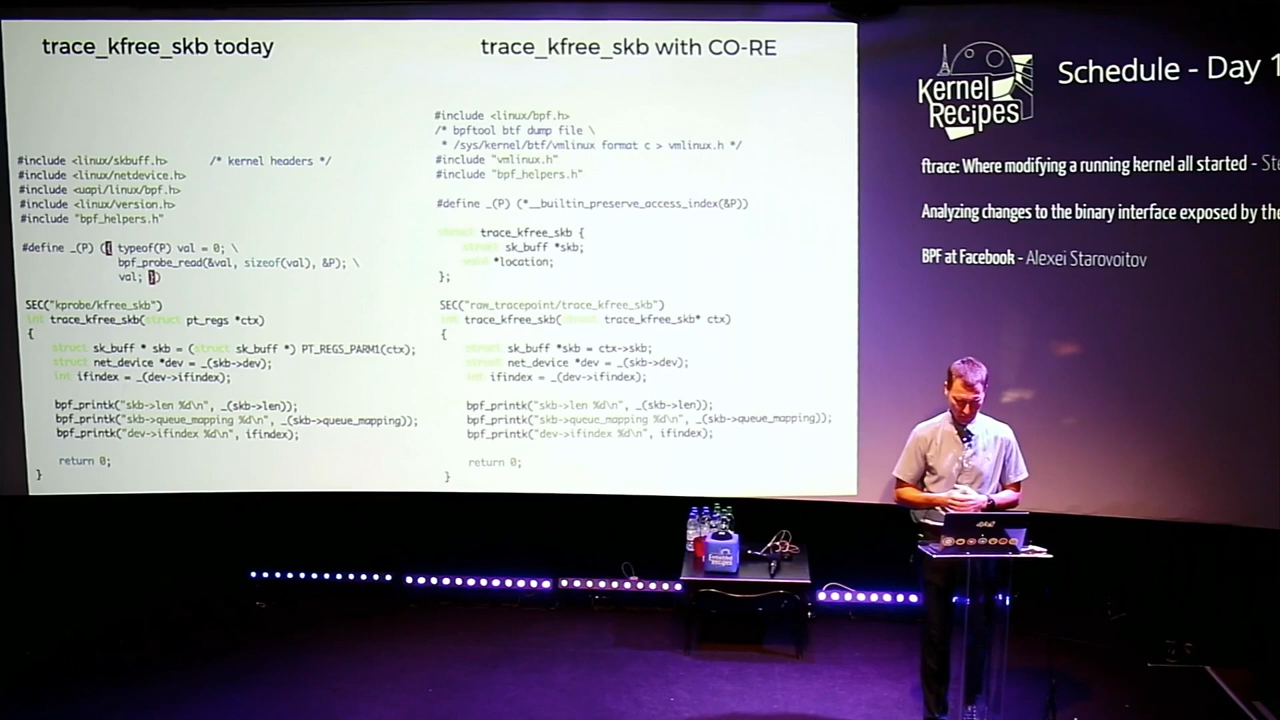 trace_kfree_skb today
#include <linux/skbuff.h> /* kernel headers */
#include <linux/netdevice.h>
#include <uapi/linux/bpf.h>
#include <linux/version.h>
#include "bpf_helpers.h"
#define _(P) ({ typeof(P) val = 0; \
bpf_probe_read(&val, sizeof(val), &P); \
val; })
SEC("kprobe/kfree_skb")
int trace_kfree_skb(struct pt_regs *ctx)
{
struct sk_buff * skb = (struct sk_buff *) PT_REGS_PARM1(ctx);
struct net_device *dev = _(skb->dev);
int ifindex = _(dev->ifindex);
bpf_printk("skb->len %d\n", _(skb->len));
bpf_printk("skb->queue_mapping %d\n", _(skb->queue_mapping));
bpf_printk("dev->ifindex %d\n", ifindex);
return 0;
}
trace_kfree_skb with CO-RE
#include <linux/bpf.h>
/* bpftool btf dump file \
* /sys/kernel/btf/vmlinux format c > vmlinux.h */
#include "vmlinux.h"
#include "bpf_helpers.h"
#define _(P) (*__builtin_preserve_access_index(&P))
struct trace_kfree_skb {
struct sk_buff *skb;
void *location;
};
SEC("raw_tracepoint/trace_kfree_skb")
int trace_kfree_skb(struct trace_kfree_skb* ctx)
{
struct sk_buff *skb = ctx->skb;
struct net_device *dev = _(skb->dev);
int ifindex = _(dev->ifindex);
bpf_printk("skb->len %d\n", _(skb->len));
bpf_printk("skb->queue_mapping %d\n", _(skb->queue_mapping));
bpf_printk("dev->ifindex %d\n", ifindex);
return 0;
}
Kernel
Recipes
Schedule - Day 1
ftrace: Where modifying a running kernel all started - Ste
Analyzing changes to the binary interface exposed by the
BPF at Facebook - Alexei Starovoitov